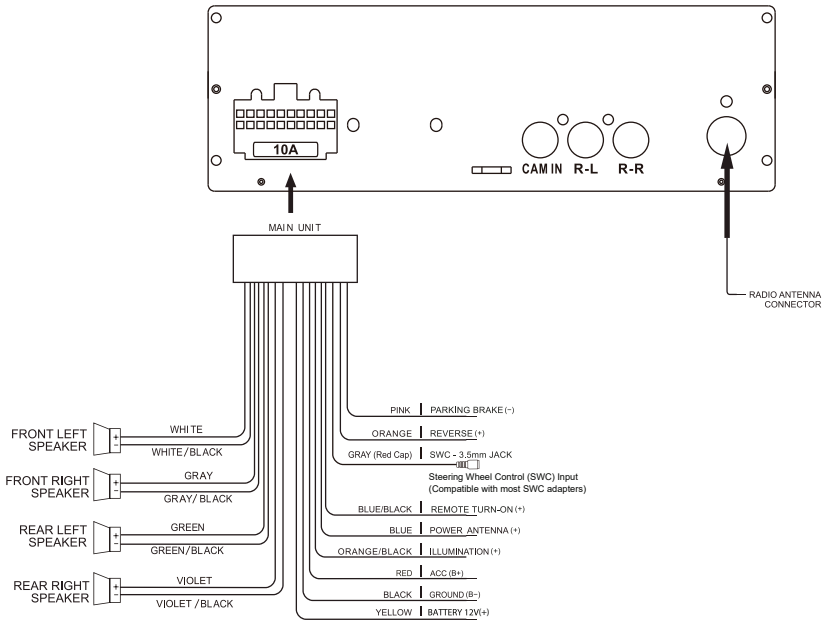 10A
CAM IN R-L R-R
MAIN UNIT
RADIO ANTENNA
CONNECTOR
PINK PARKING BRAKE (−)
ORANGE REVERSE (+)
GRAY (Red Cap) SWC - 3.5mm JACK
Steering Wheel Control (SWC) Input
(Compatible with most SWC adapters)
BLUE/BLACK REMOTE TURN-ON (+)
BLUE POWER ANTENNA (+)
ORANGE/BLACK ILLUMINATION (+)
RED ACC (B+)
BLACK GROUND (B−)
YELLOW BATTERY 12V(+)
FRONT LEFT
SPEAKER
+
−
WHITE
WHITE/BLACK
FRONT RIGHT
SPEAKER
+
−
GRAY
GRAY/BLACK
REAR LEFT
SPEAKER
+
−
GREEN
GREEN/BLACK
REAR RIGHT
SPEAKER
+
−
VIOLET
VIOLET/BLACK